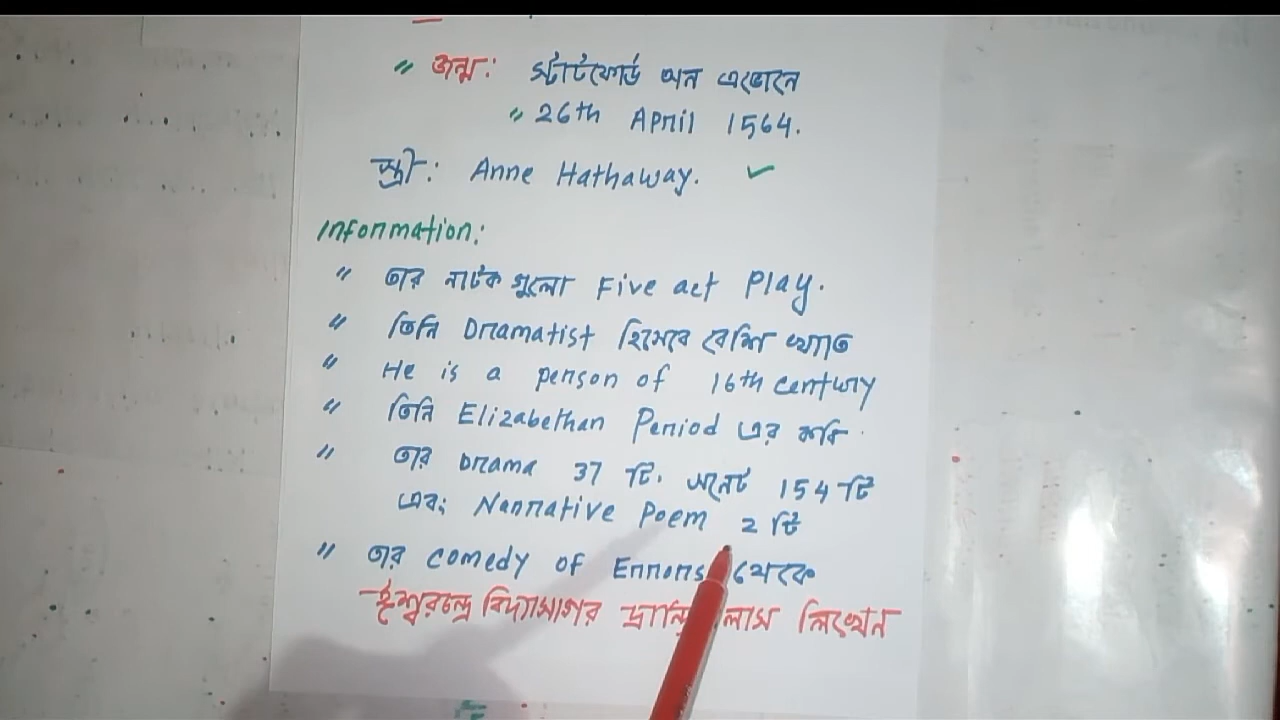 " জন্ম: স্টার্টফোর্ড অন এভোনে
" 26th April 1564.
স্ত্রী: Anne Hathaway.
Information:
" তার নাটক গুলো Five act Play.
" তিনি Dramatist হিসেবে বেশি খ্যাত
" He is a person of 16th century
" তিনি Elizabethan Period এর কবি
" তার Drama 37 টি. সনেট 154 টি
এবং Narrative Poem 2 টি
" তার comedy of Errors থেকে
ঈশ্বরচন্দ্র বিদ্যাসাগর লিখেন